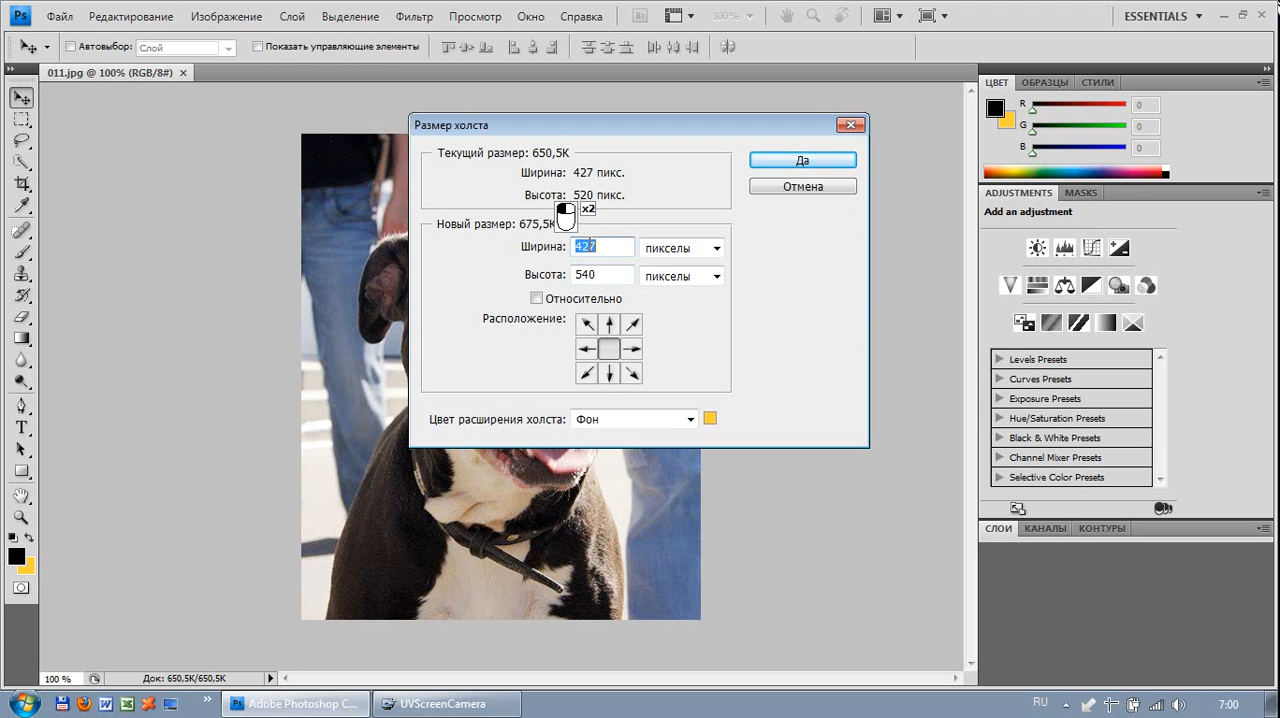 Ps Файл Редактирование Изображение Слой Выделение Фильтр Просмотр Окно Справка Br 100% ESSENTIALS
Автовыбор: Слой Показать управляющие элементы
011.jpg @ 100% (RGB/8#)
Размер холста
Текущий размер: 650,5K
Ширина: 427 пикс.
Высота: 520 пикс.
x2
Новый размер: 675,5K
Ширина: 427 пикселы
Высота: 540 пикселы
Относительно
Расположение:
Цвет расширения холста: Фон
Да
Отмена
ЦВЕТ ОБРАЗЦЫ СТИЛИ
R 0
G 0
B 0
ADJUSTMENTS MASKS
Add an adjustment
Levels Presets
Curves Presets
Exposure Presets
Hue/Saturation Presets
Black & White Presets
Channel Mixer Presets
Selective Color Presets
СЛОИ КАНАЛЫ КОНТУРЫ
100 % Док: 650,5K/650,5K
Adobe Photoshop C... UVScreenCamera RU 7:00